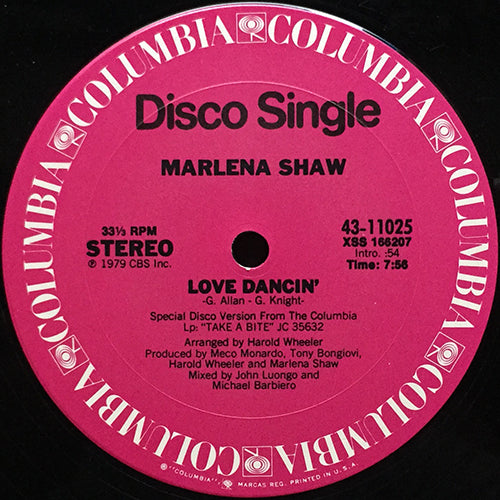 COLUMBIA COLUMBIA COLUMBIA COLUMBIA COLUMBIA COLUMBIA
Disco Single
MARLENA SHAW
33⅓ RPM
STEREO
℗ 1979 CBS Inc.
43-11025
XSS 166207
Intro. :54
Time: 7:56
LOVE DANCIN'
-G. Allan - G. Knight-
Special Disco Version From The Columbia
Lp: "TAKE A BITE" JC 35632
Arranged by Harold Wheeler
Produced by Meco Monardo, Tony Bongiovi,
Harold Wheeler and Marlena Shaw
Mixed by John Luongo and
Michael Barbiero
® "COLUMBIA", MARCAS REG. PRINTED IN U.S.A.